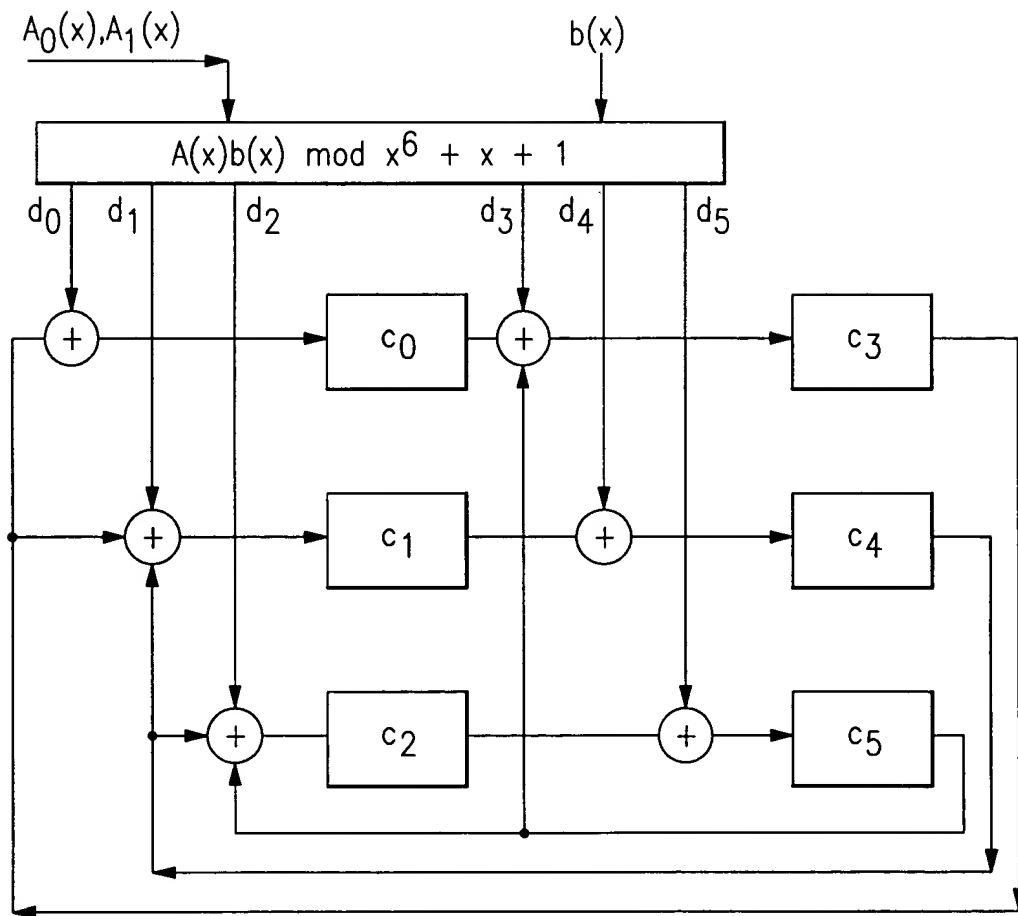 A₀(x),A₁(x)
b(x)
A(x)b(x) mod x⁶ + x + 1
d₀ d₁ d₂ d₃ d₄ d₅
+ c₀ + c₃
+ c₁ + c₄
+ c₂ + c₅